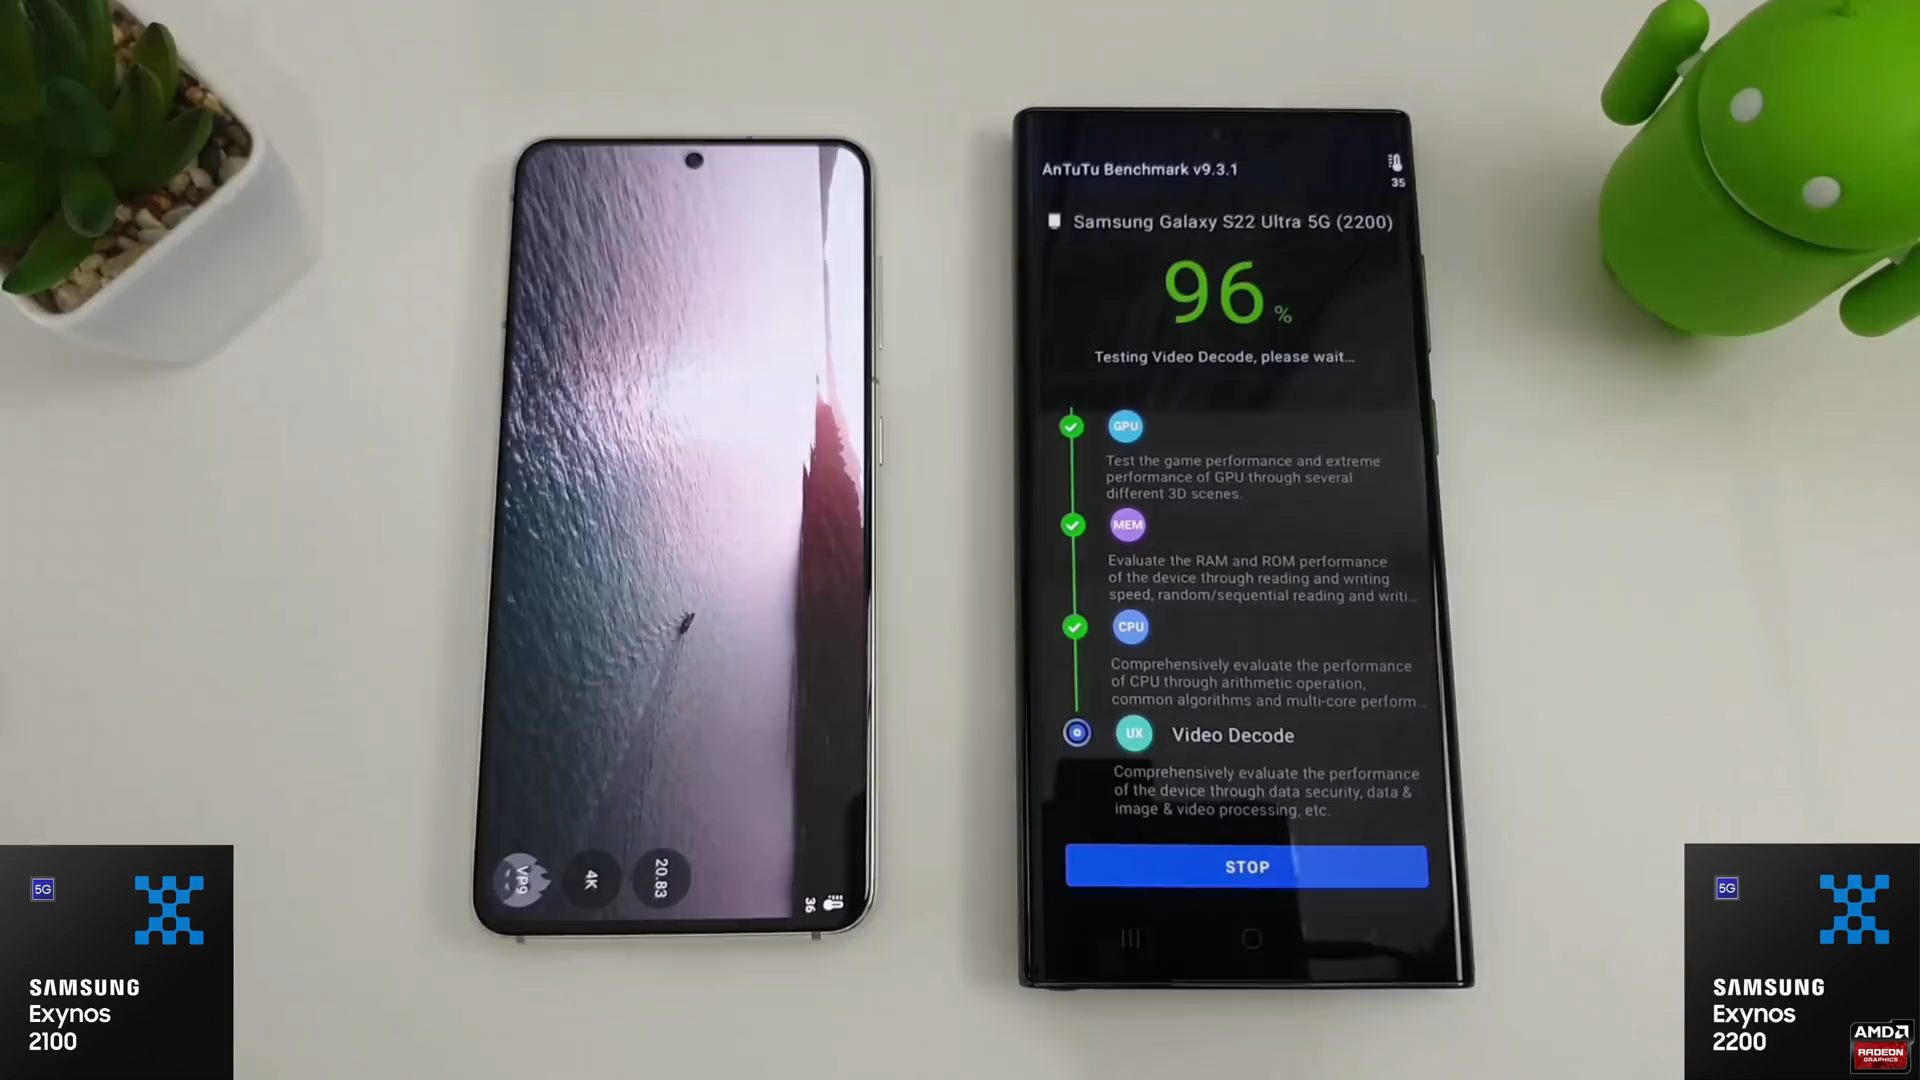 AnTuTu Benchmark v9.3.1
35
Samsung Galaxy S22 Ultra 5G (2200)
96 %
Testing Video Decode, please wait...
GPU
Test the game performance and extreme
performance of GPU through several
different 3D scenes.
MEM
Evaluate the RAM and ROM performance
of the device through reading and writing
speed, random/sequential reading and writi...
CPU
Comprehensively evaluate the performance
of CPU through arithmetic operation,
common algorithms and multi-core perform...
UX Video Decode
Comprehensively evaluate the performance
of the device through data security, data &
image & video processing, etc.
STOP
VP9
4K
20.83
36
5G
SAMSUNG
Exynos
2100
5G
SAMSUNG
Exynos
2200
AMD
RADEON
GRAPHICS